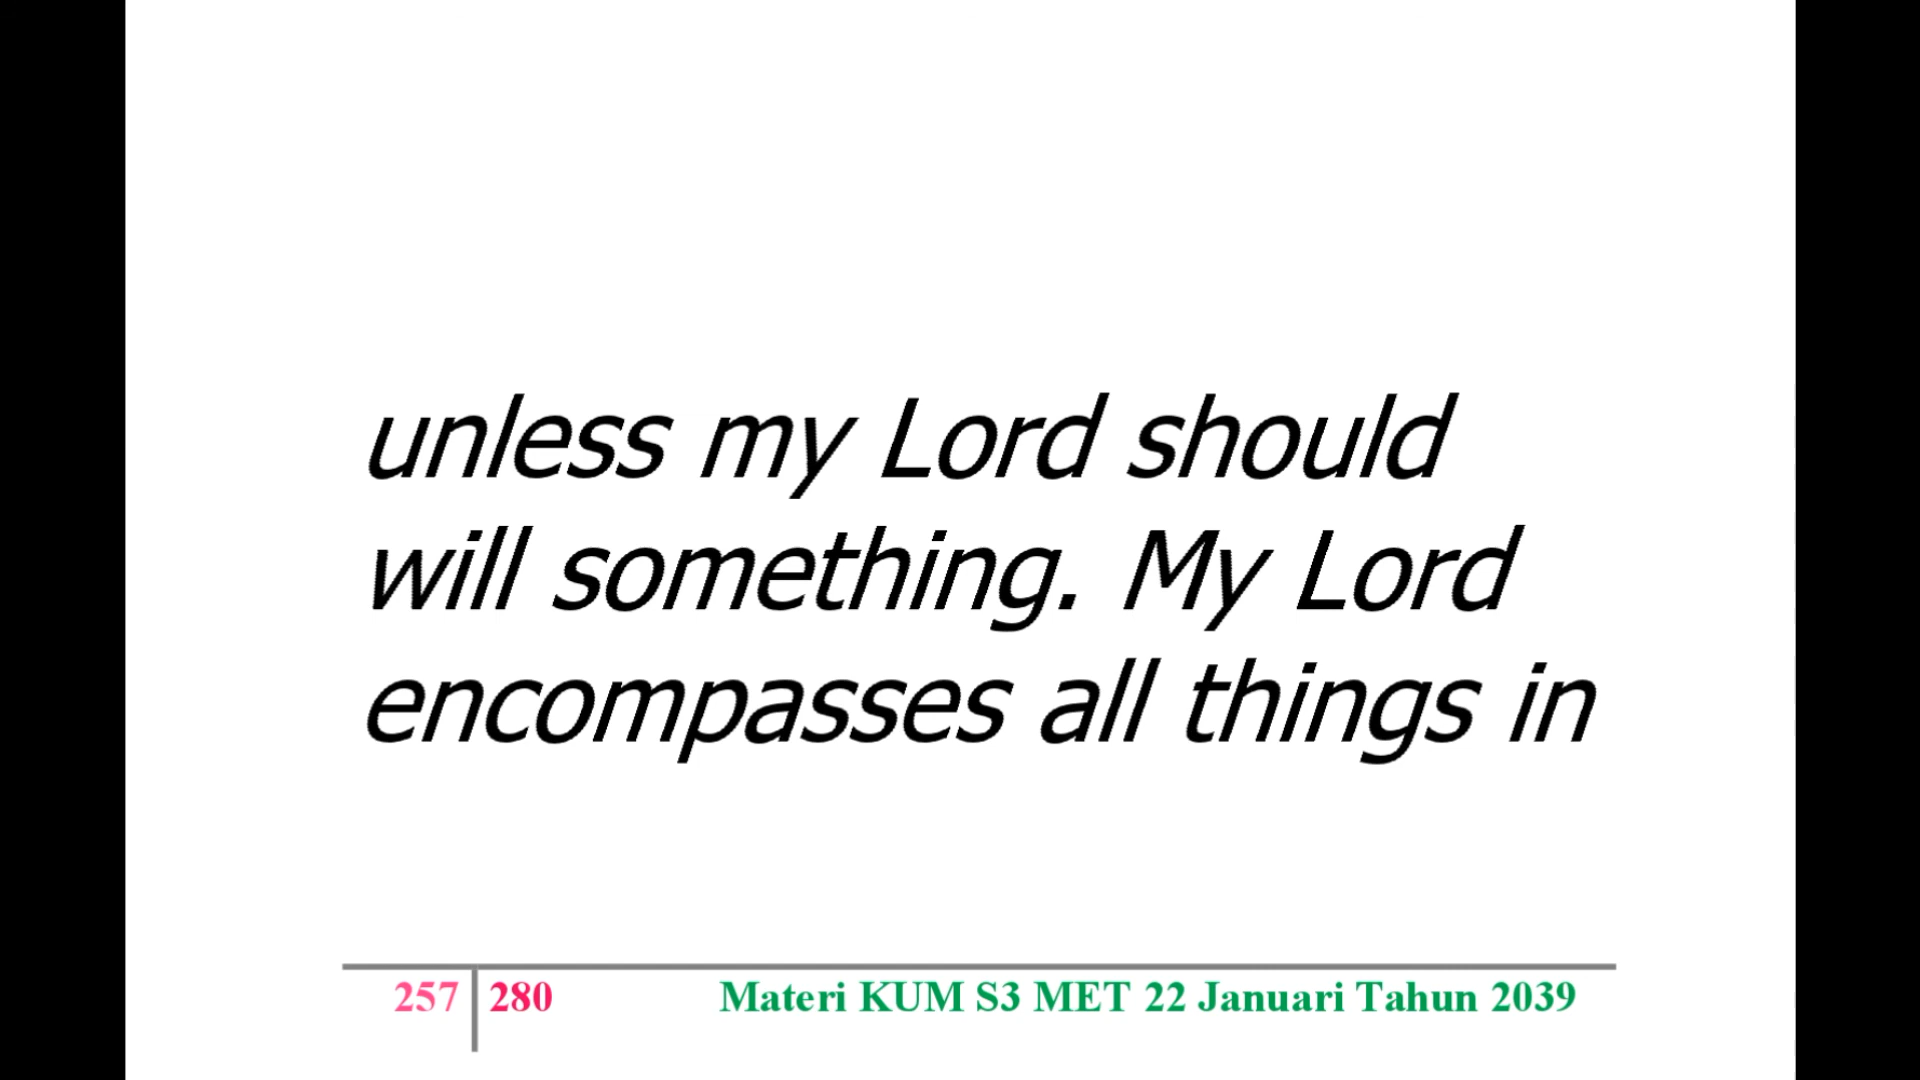 unless my Lord should
will something. My Lord
encompasses all things in
257 280 Materi KUM S3 MET 22 Januari Tahun 2039